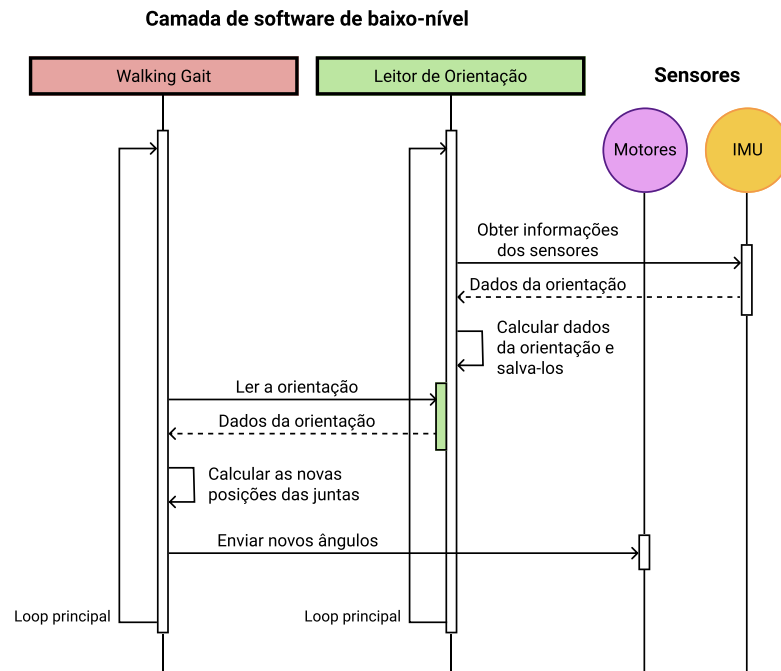 Camada de software de baixo-nível
Walking Gait
Leitor de Orientação
Sensores
Motores
IMU
Obter informações
dos sensores
Dados da orientação
Calcular dados
da orientação e
salva-los
Ler a orientação
Dados da orientação
Calcular as novas
posições das juntas
Enviar novos ângulos
Loop principal
Loop principal